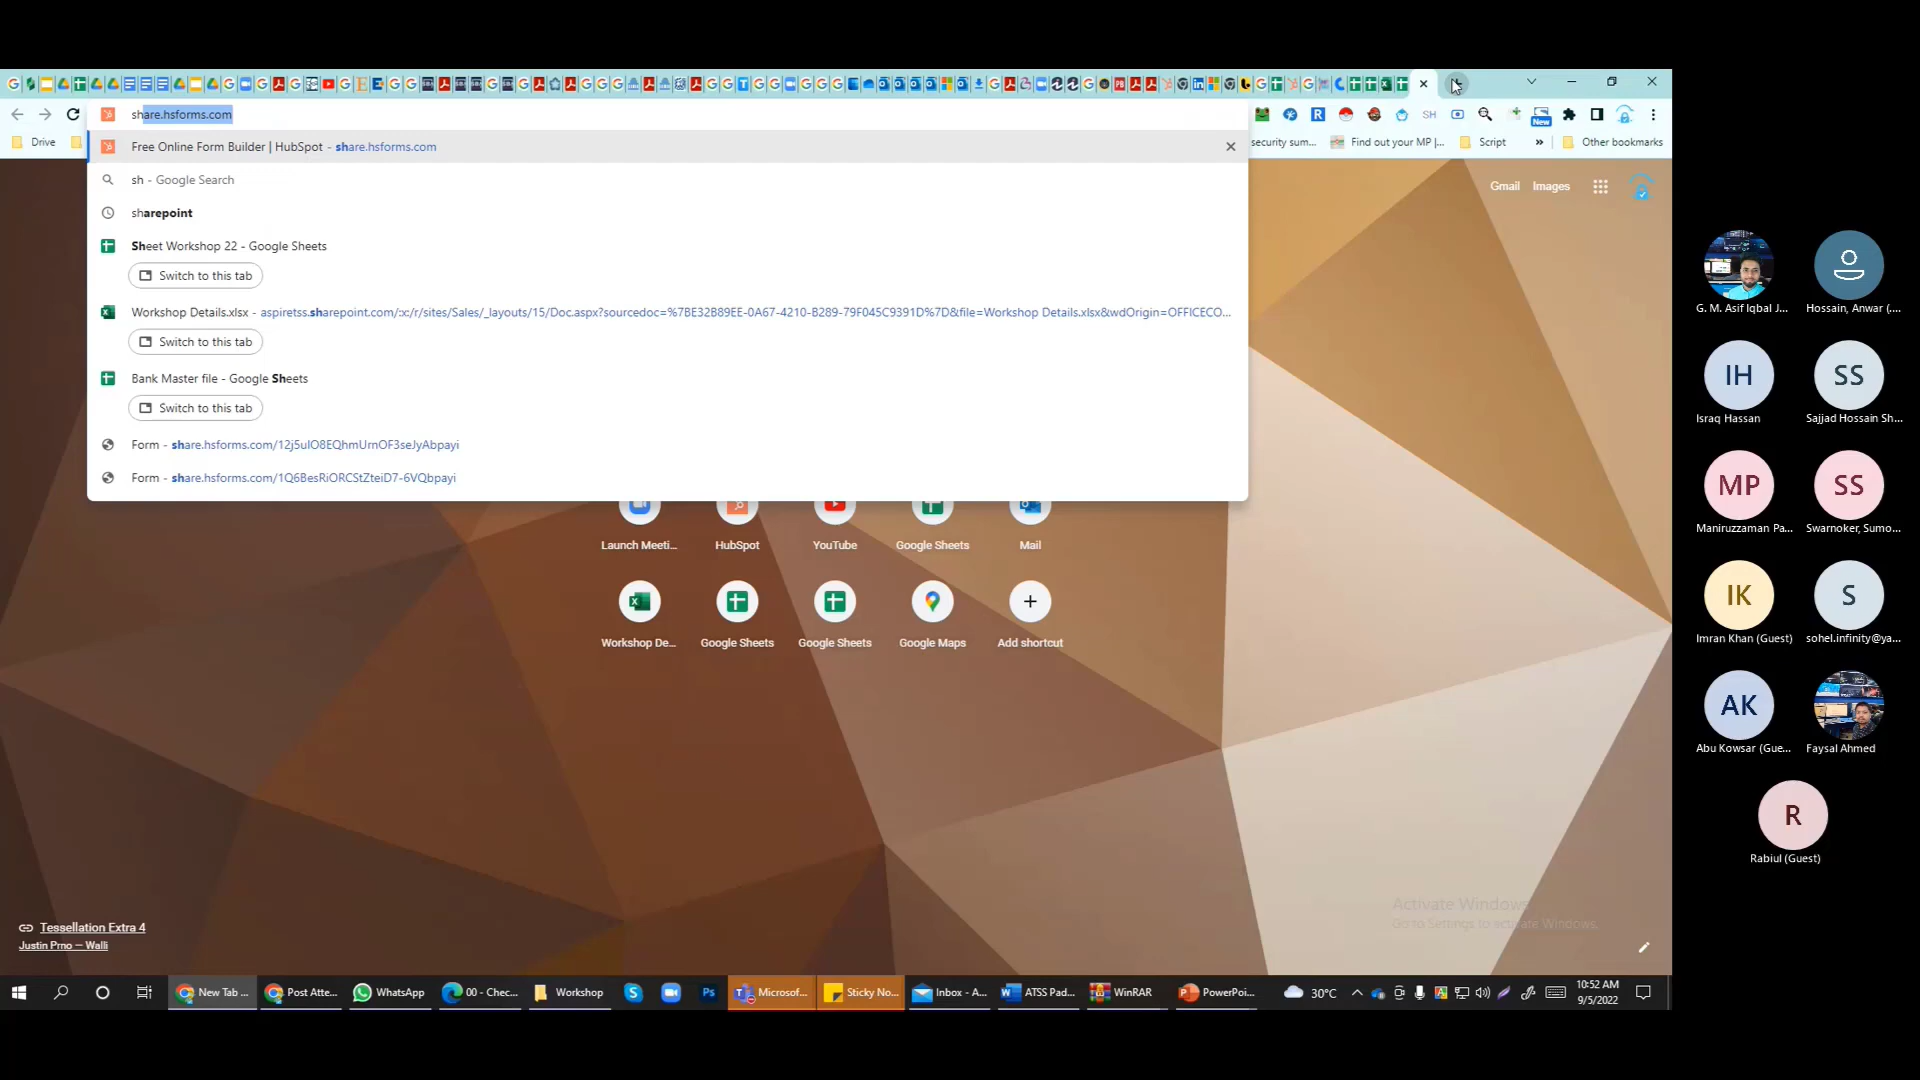 share.hsforms.com
Free Online Form Builder | HubSpot - share.hsforms.com
sh - Google Search
sharepoint
Sheet Workshop 22 - Google Sheets
Switch to this tab
Workshop Details.xlsx - aspiretss.sharepoint.com/:x:/r/sites/Sales/_layouts/15/Doc.aspx?sourcedoc=%7BE32B89EE-0A67-4210-B289-79F045C9391D%7D&file=Workshop Details.xlsx&wdOrigin=OFFICECO...
Switch to this tab
Bank Master file - Google Sheets
Switch to this tab
Form - share.hsforms.com/12j5ulO8EQhmUrnOF3seJyAbpayi
Form - share.hsforms.com/1Q6BesRiORCStZteiD7-6VQbpayi
Drive
SH
New
security sum...
Find out your MP |...
Script
»
Other bookmarks
Gmail
Images
Launch Meeti...
HubSpot
YouTube
Google Sheets
Mail
Workshop De...
Google Sheets
Google Sheets
Google Maps
Add shortcut
Tessellation Extra 4
Justin Prno — Walli
Activate Windows
Go to Settings to activate Windows.
New Tab ...
Post Atte...
WhatsApp
00 - Chec...
Workshop
Ps
Microsof...
Sticky No...
Inbox - A...
ATSS Pad...
WinRAR
PowerPoi...
30°C
10:52 AM
9/5/2022
G. M. Asif Iqbal J...
Hossain, Anwar (....
IH
Israq Hassan
SS
Sajjad Hossain Sh...
MP
Maniruzzaman Pa...
SS
Swarnoker, Sumo...
IK
Imran Khan (Guest)
S
sohel.infinity@ya...
AK
Abu Kowsar (Gue...
Faysal Ahmed
R
Rabiul (Guest)